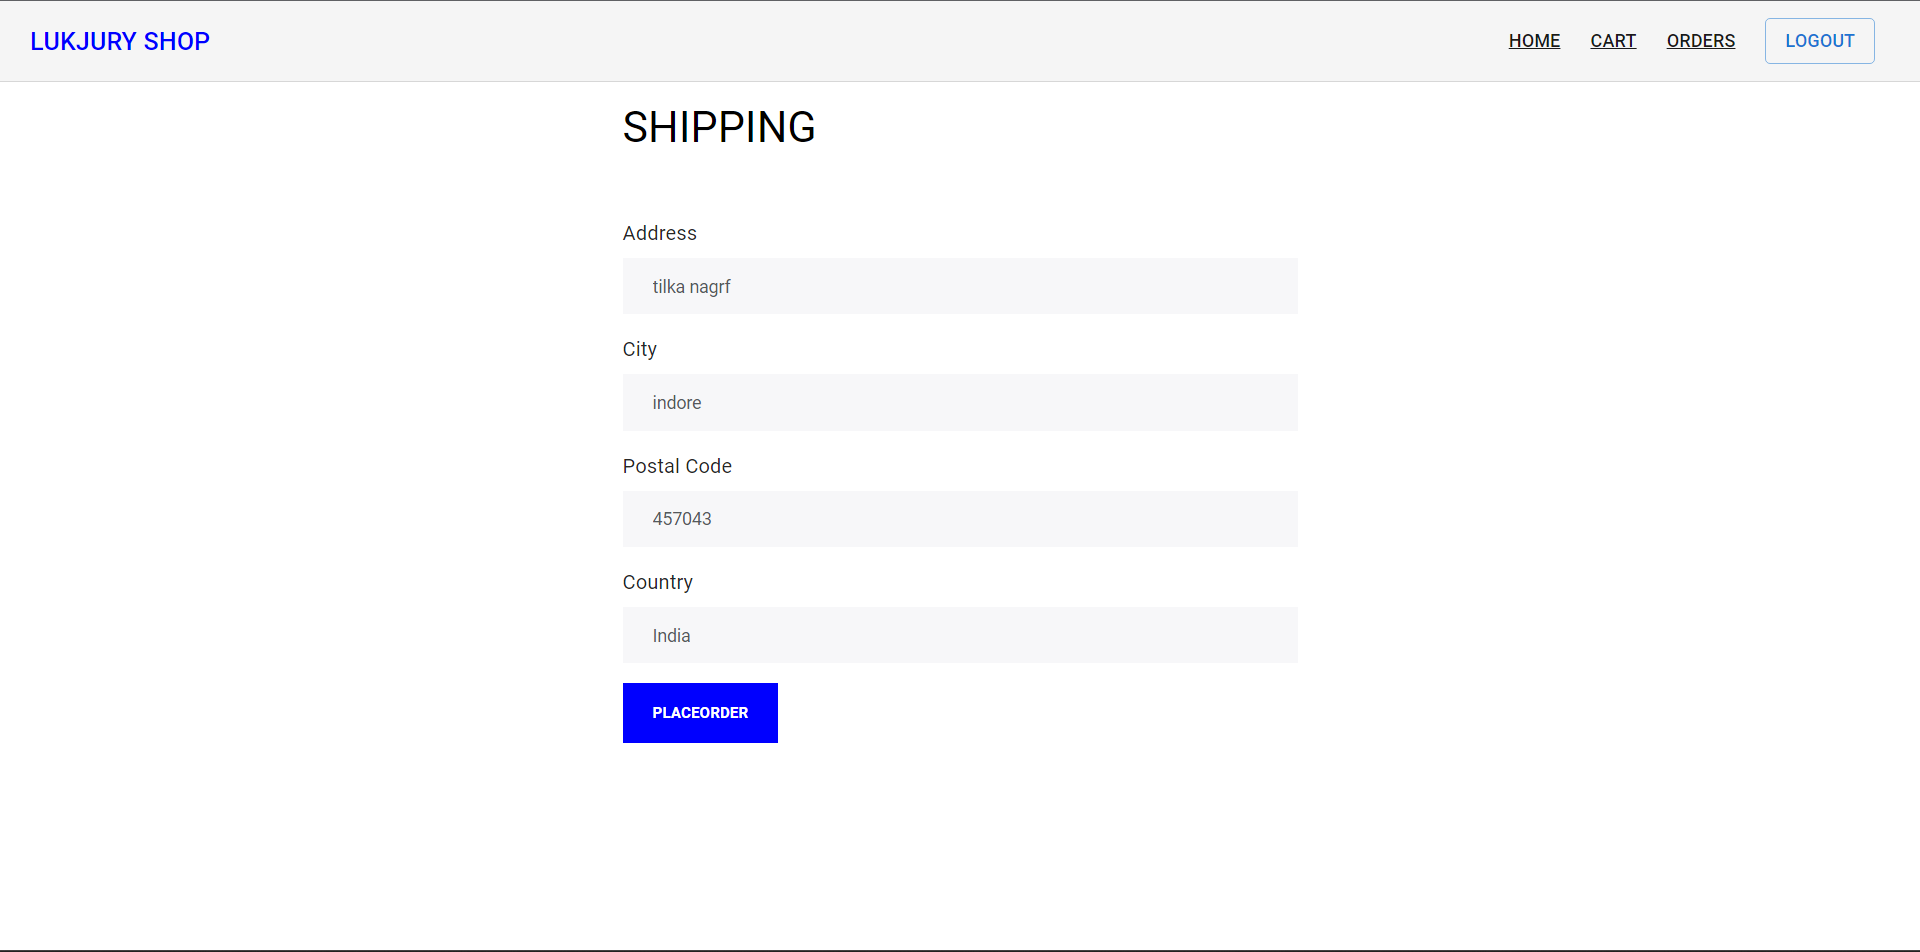 LUKJURY SHOP
HOME CART ORDERS LOGOUT
SHIPPING
Address
tilka nagrf
City
indore
Postal Code
457043
Country
India
PLACEORDER